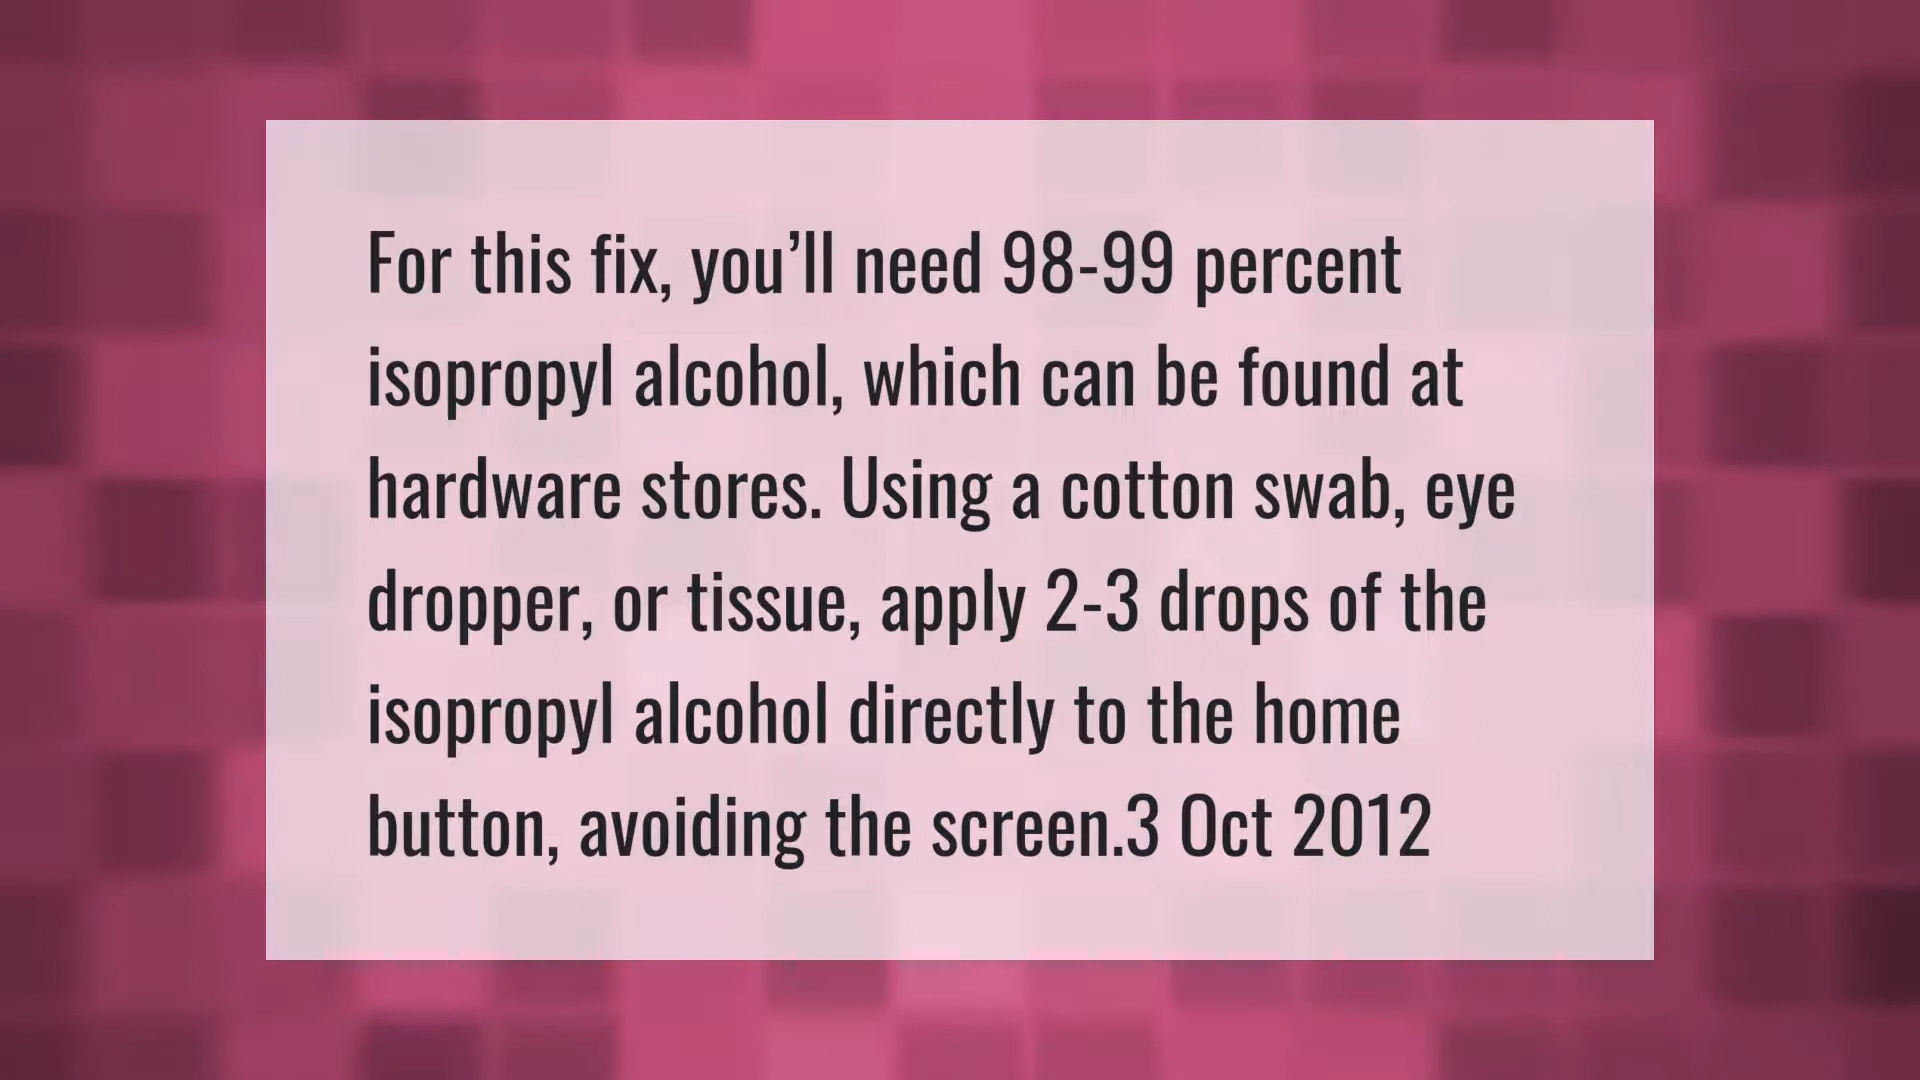 For this fix, you’ll need 98-99 percent
isopropyl alcohol, which can be found at
hardware stores. Using a cotton swab, eye
dropper, or tissue, apply 2-3 drops of the
isopropyl alcohol directly to the home
button, avoiding the screen.3 Oct 2012